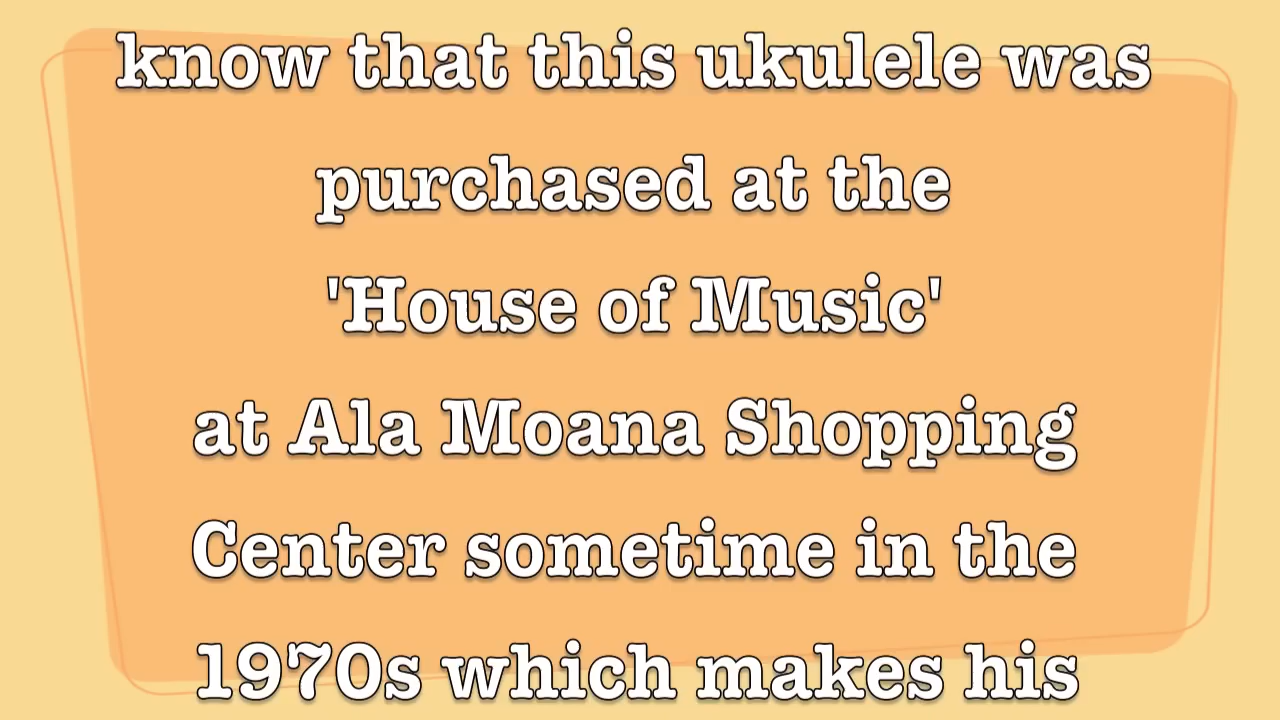 know that this ukulele was
purchased at the
'House of Music'
at Ala Moana Shopping
Center sometime in the
1970s which makes his